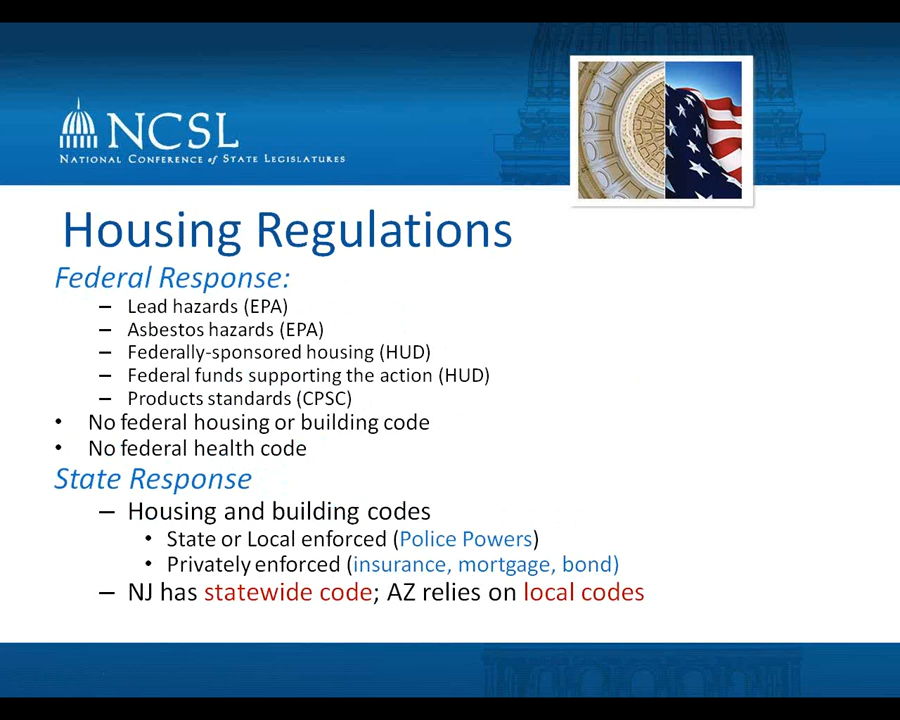 NCSL
NATIONAL CONFERENCE of STATE LEGISLATURES
Housing Regulations
Federal Response:
– Lead hazards (EPA)
– Asbestos hazards (EPA)
– Federally-sponsored housing (HUD)
– Federal funds supporting the action (HUD)
– Products standards (CPSC)
• No federal housing or building code
• No federal health code
State Response
– Housing and building codes
• State or Local enforced (Police Powers)
• Privately enforced (insurance, mortgage, bond)
– NJ has statewide code; AZ relies on local codes